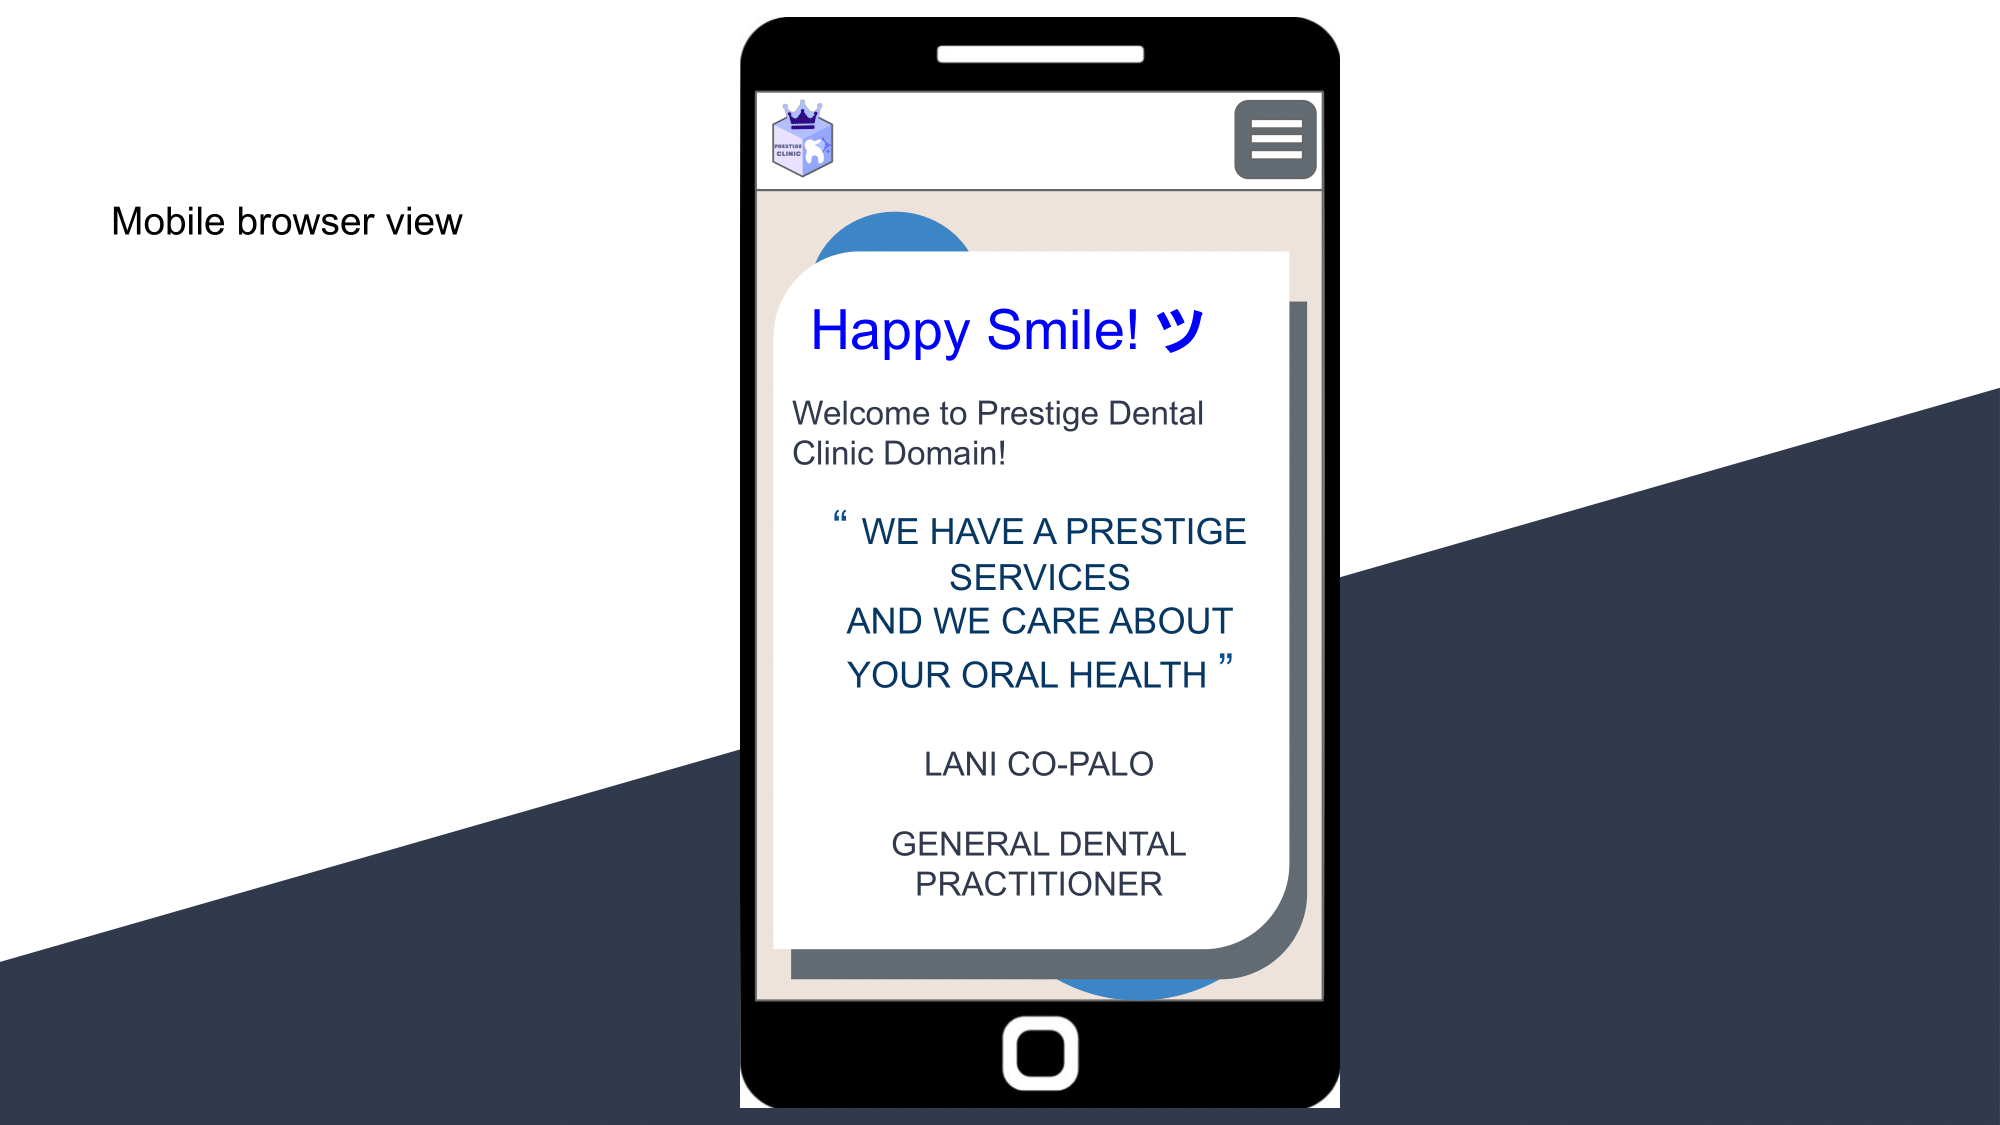 Mobile browser view
PRESTIGE
CLINIC
Happy Smile! ツ
Welcome to Prestige Dental
Clinic Domain!
“ WE HAVE A PRESTIGE
SERVICES
AND WE CARE ABOUT
YOUR ORAL HEALTH ”
LANI CO-PALO
GENERAL DENTAL
PRACTITIONER